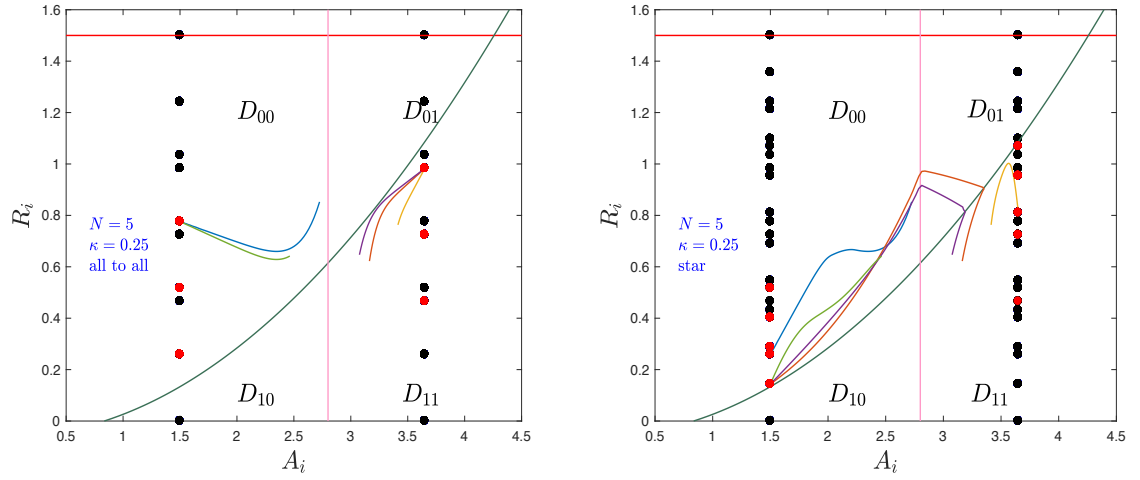 1.6
1.4
1.2
1
0.8
0.6
0.4
0.2
0
R_i
D_00
D_01
N = 5
κ = 0.25
all to all
D_10
D_11
0.5 1 1.5 2 2.5 3 3.5 4 4.5
A_i
1.6
1.4
1.2
1
0.8
0.6
0.4
0.2
0
R_i
D_00
D_01
N = 5
κ = 0.25
star
D_10
D_11
0.5 1 1.5 2 2.5 3 3.5 4 4.5
A_i